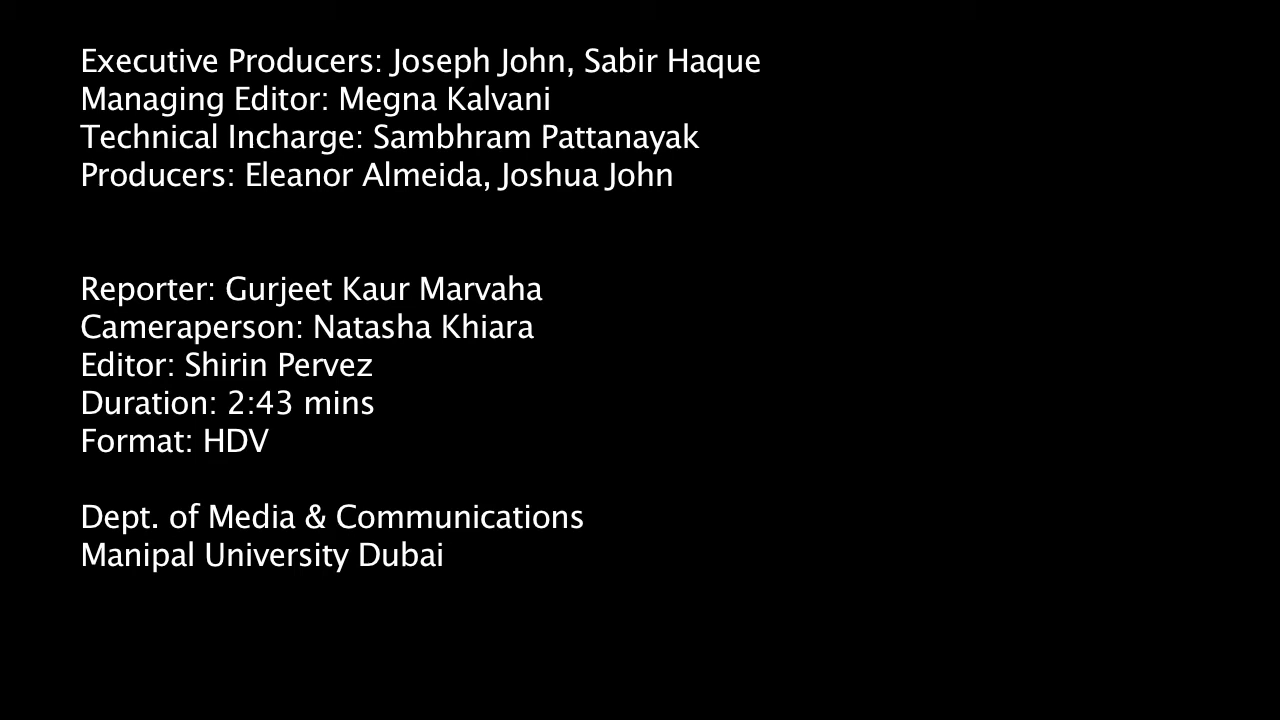 Executive Producers: Joseph John, Sabir Haque
Managing Editor: Megna Kalvani
Technical Incharge: Sambhram Pattanayak
Producers: Eleanor Almeida, Joshua John
Reporter: Gurjeet Kaur Marvaha
Cameraperson: Natasha Khiara
Editor: Shirin Pervez
Duration: 2:43 mins
Format: HDV
Dept. of Media & Communications
Manipal University Dubai